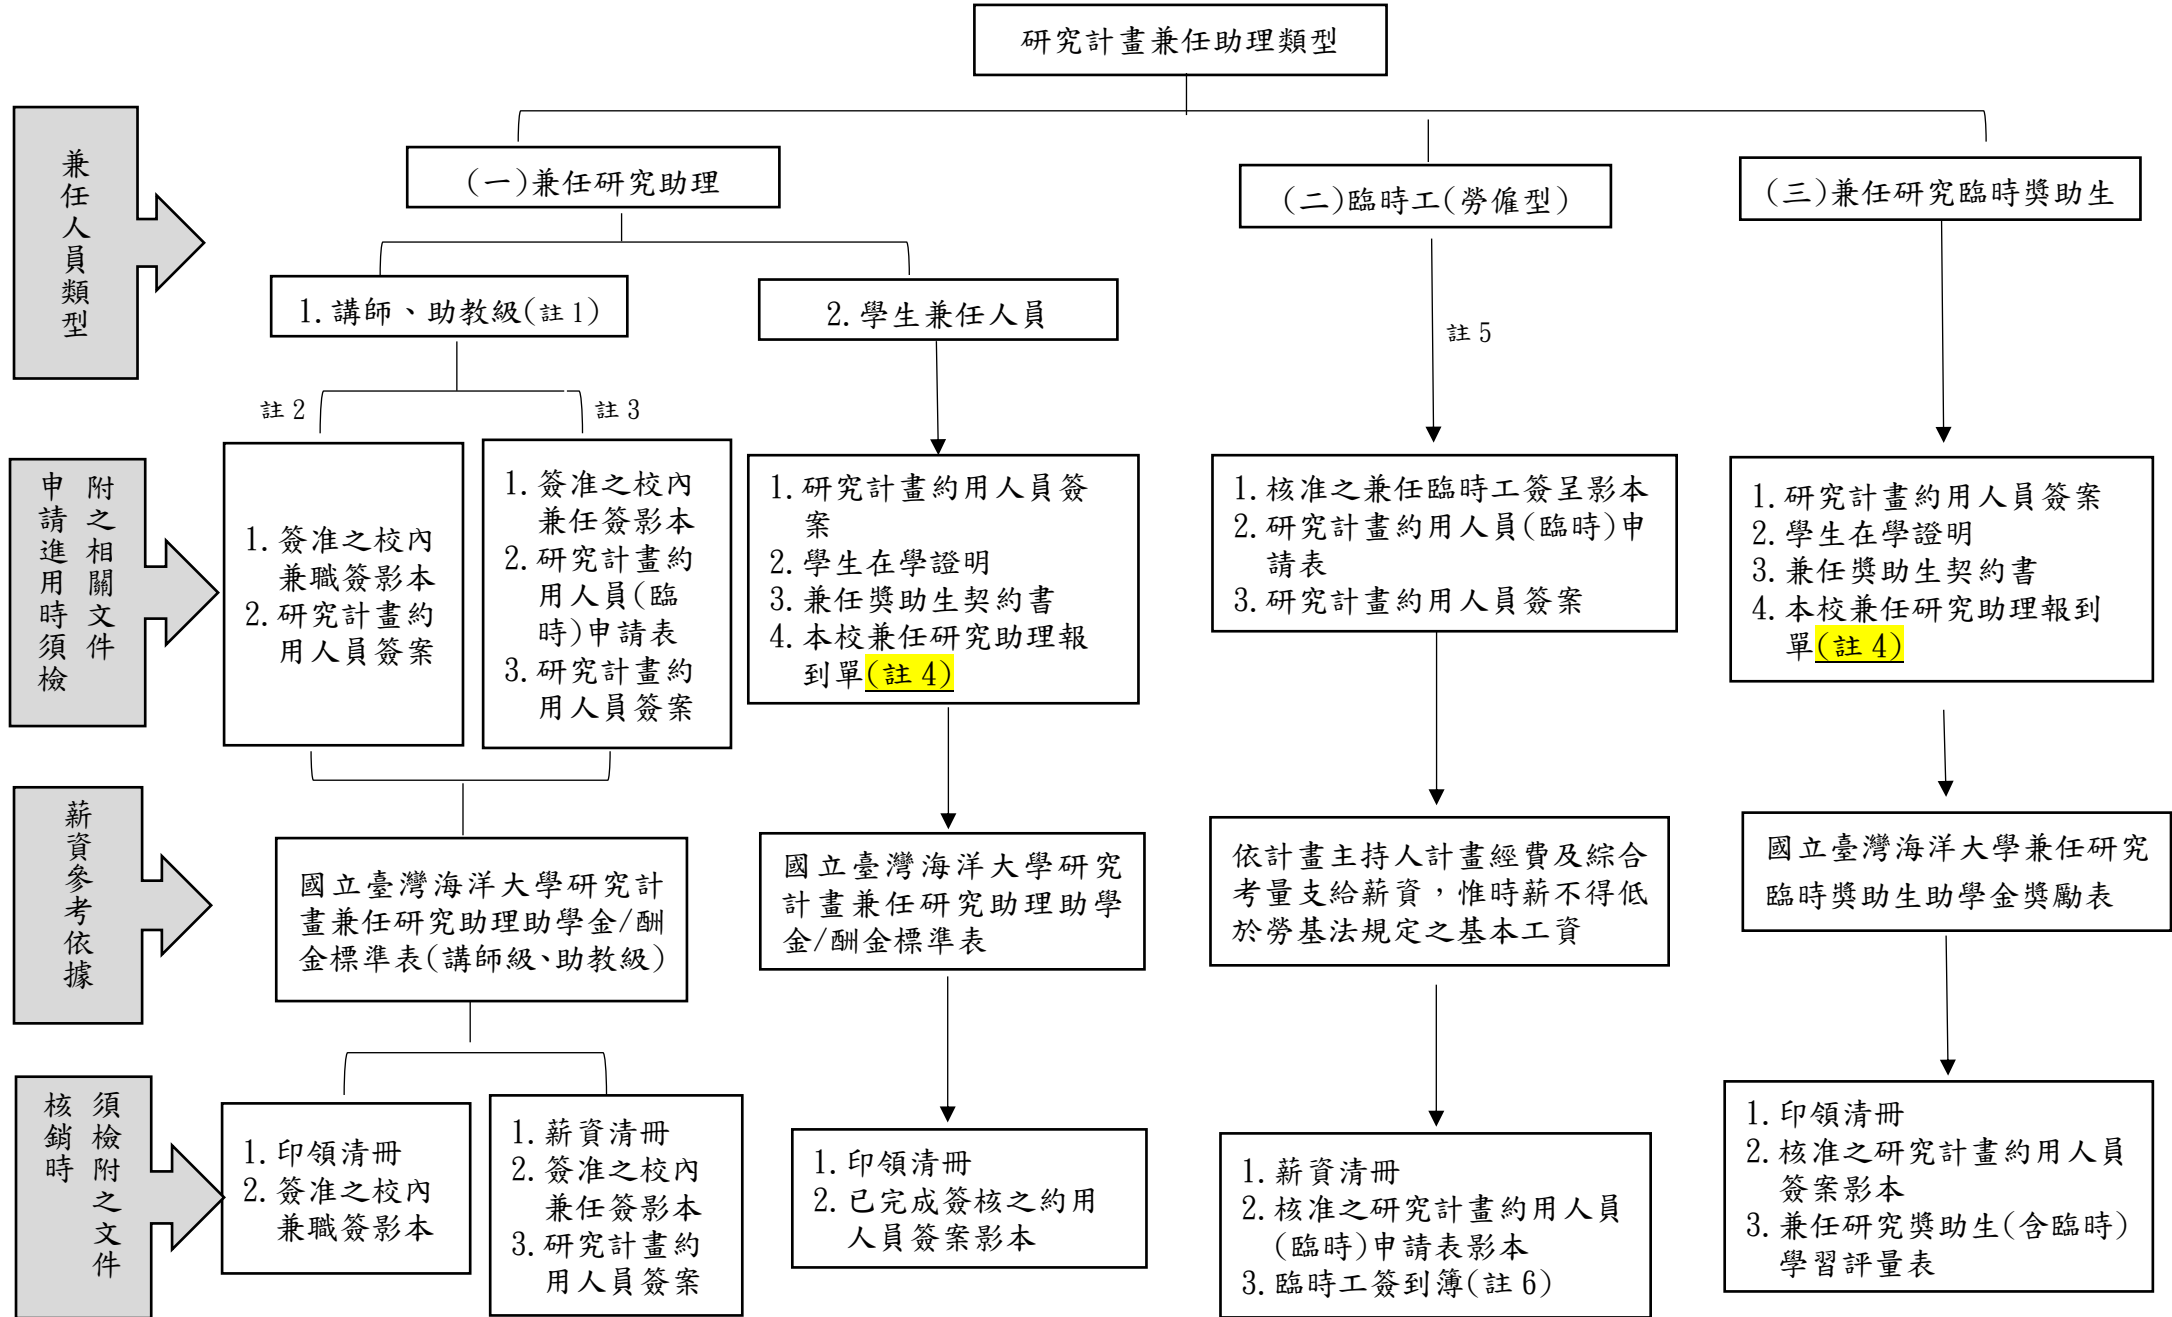 研究計畫兼任助理類型
兼任人員類型
(一)兼任研究助理
(二)臨時工(勞僱型)
(三)兼任研究臨時獎助生
1.講師、助教級(註1)
2.學生兼任人員
註5
註2
註3
申請進用時須檢
附之相關文件
1.簽准之校內
兼職簽影本
2.研究計畫約
用人員簽案
1.簽准之校內
兼任簽影本
2.研究計畫約
用人員(臨
時)申請表
3.研究計畫約
用人員簽案
1.研究計畫約用人員簽
案
2.學生在學證明
3.兼任獎助生契約書
4.本校兼任研究助理報
到單(註4)
1.核准之兼任臨時工簽呈影本
2.研究計畫約用人員(臨時)申
請表
3.研究計畫約用人員簽案
1.研究計畫約用人員簽案
2.學生在學證明
3.兼任獎助生契約書
4.本校兼任研究助理報到
單(註4)
薪資參考依據
國立臺灣海洋大學研究計
畫兼任研究助理助學金/酬
金標準表(講師級、助教級)
國立臺灣海洋大學研究
計畫兼任研究助理助學
金/酬金標準表
依計畫主持人計畫經費及綜合
考量支給薪資，惟時薪不得低
於勞基法規定之基本工資
國立臺灣海洋大學兼任研究
臨時獎助生助學金獎勵表
核銷時
須檢附之文件
1.印領清冊
2.簽准之校內
兼職簽影本
1.薪資清冊
2.簽准之校內
兼任簽影本
3.研究計畫約
用人員簽案
1.印領清冊
2.已完成簽核之約用
人員簽案影本
1.薪資清冊
2.核准之研究計畫約用人員
(臨時)申請表影本
3.臨時工簽到簿(註6)
1.印領清冊
2.核准之研究計畫約用人員
簽案影本
3.兼任研究獎助生(含臨時)
學習評量表